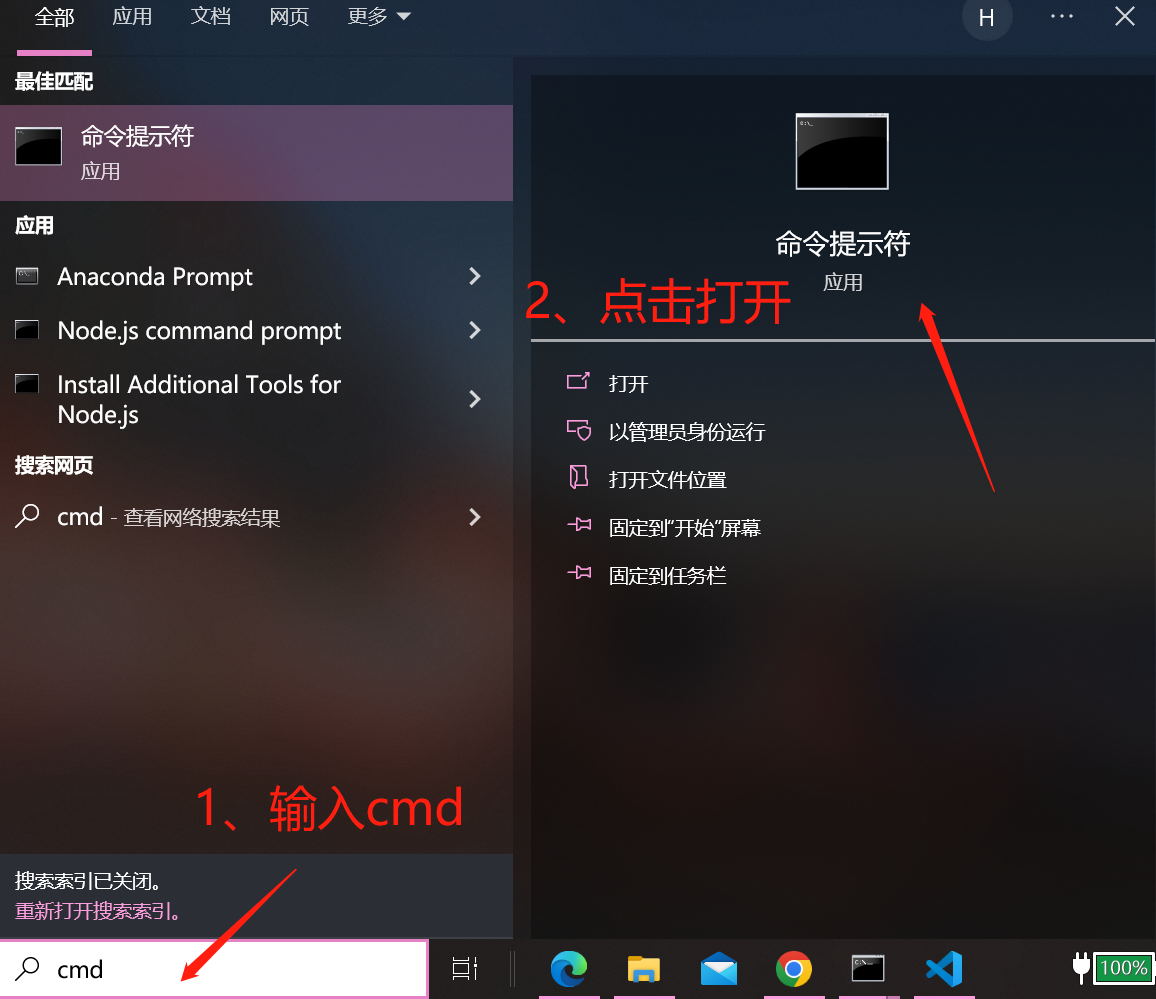 全部 应用 文档 网页 更多 H ...
最佳匹配
命令提示符
应用
应用
Anaconda Prompt
Node.js command prompt
Install Additional Tools for
Node.js
搜索网页
cmd - 查看网络搜索结果
1、输入cmd
搜索索引已关闭。
重新打开搜索索引。
cmd
命令提示符
应用
2、点击打开
打开
以管理员身份运行
打开文件位置
固定到"开始"屏幕
固定到任务栏
100%